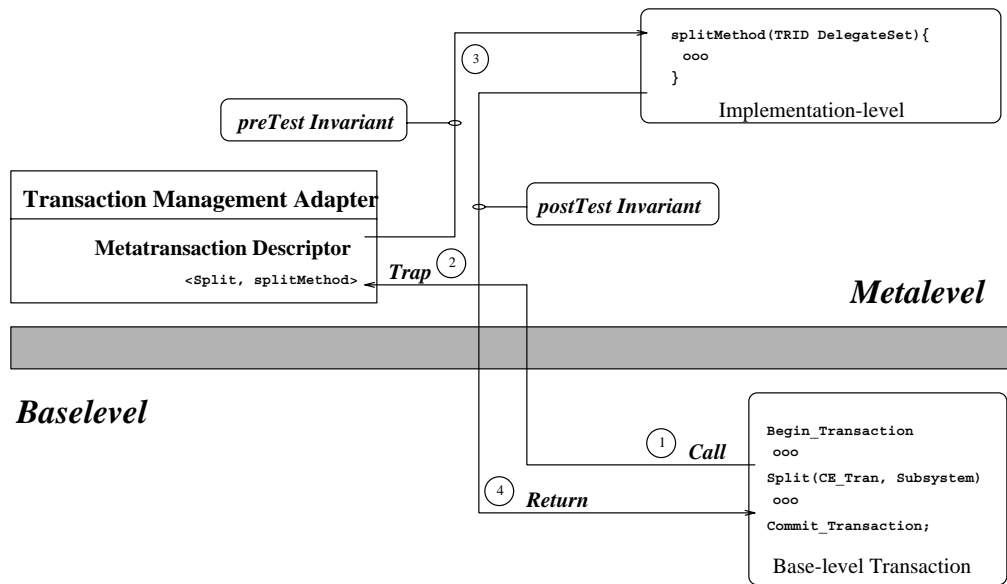 splitMethod(TRID DelegateSet){
ooo
}
Implementation-level
3
preTest Invariant
Transaction Management Adapter
postTest Invariant
Metatransaction Descriptor
2
Trap
<Split, splitMethod>
Metalevel
Baselevel
1
Call
Begin_Transaction
ooo
Split(CE_Tran, Subsystem)
4
Return
ooo
Commit_Transaction;
Base-level Transaction